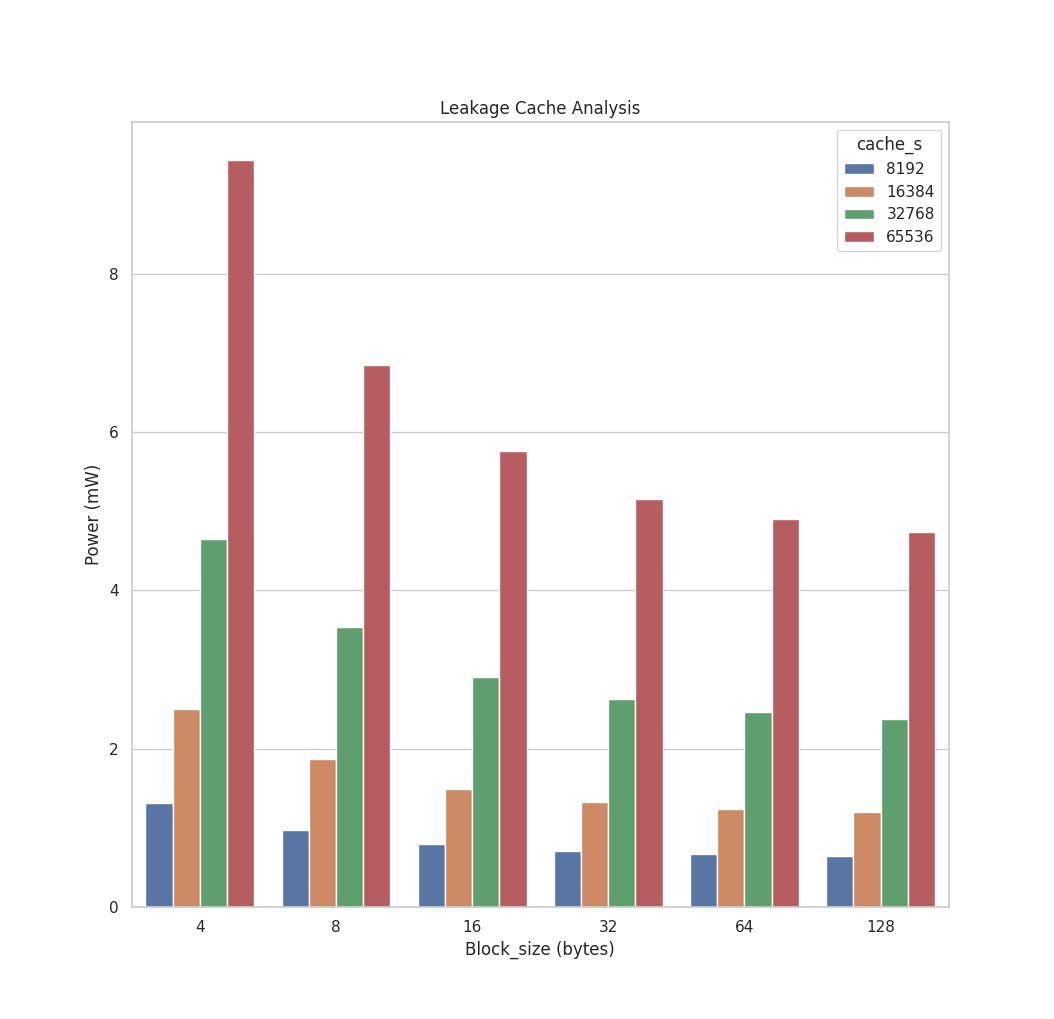 Leakage Cache Analysis
cache_s
8192
16384
32768
65536
8
6
4
2
0
Power (mW)
4 8 16 32 64 128
Block_size (bytes)